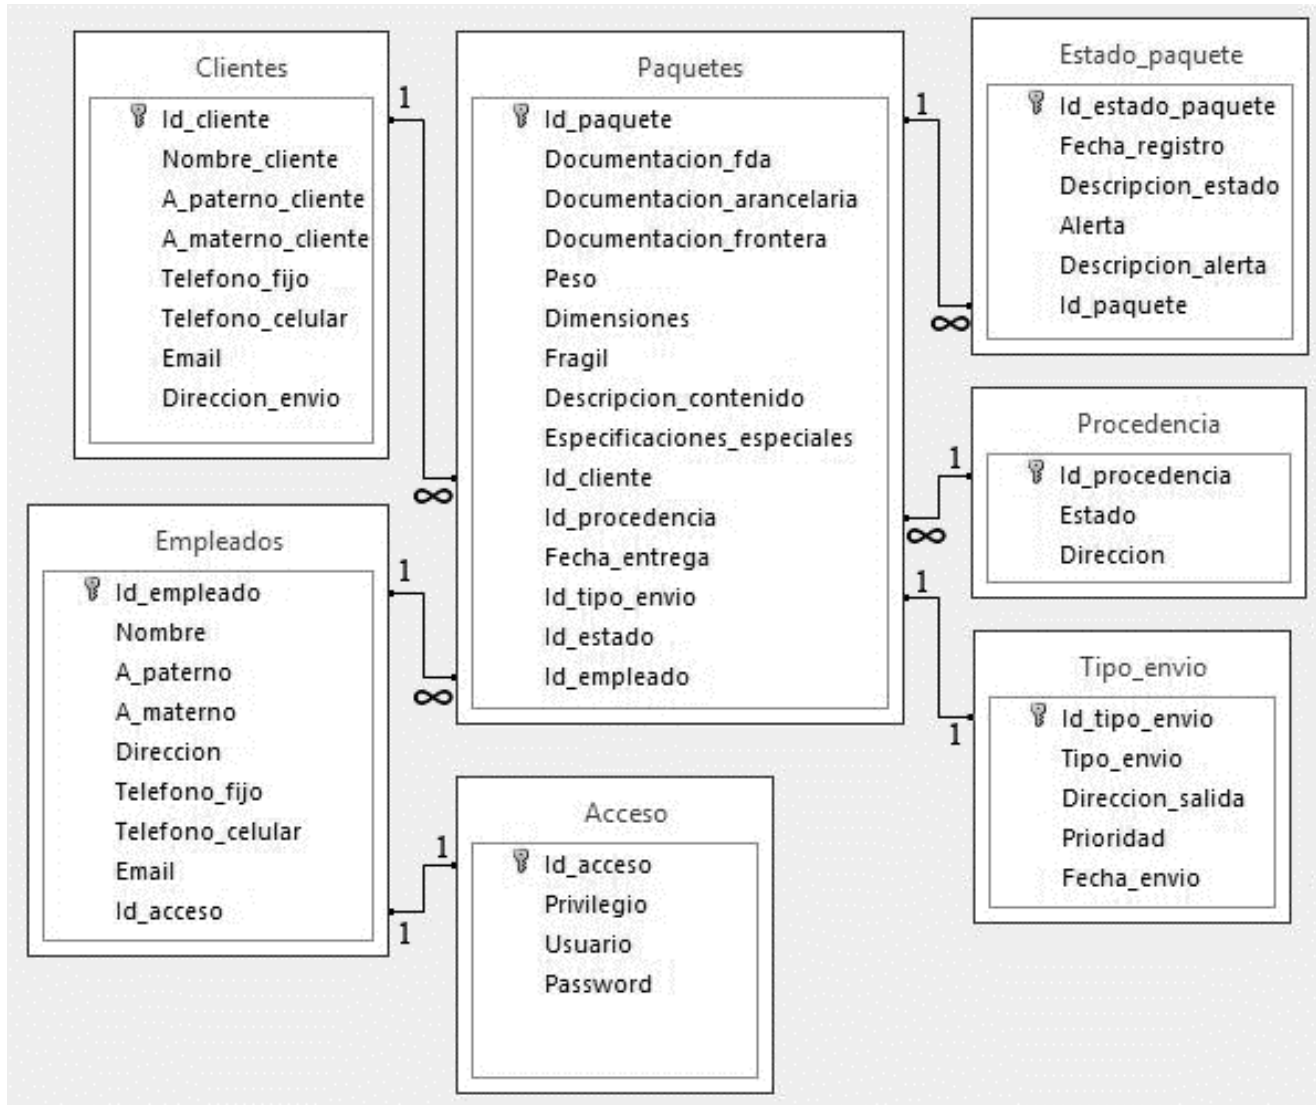 Clientes
Id_cliente
Nombre_cliente
A_paterno_cliente
A_materno_cliente
Telefono_fijo
Telefono_celular
Email
Direccion_envio
1
∞
Paquetes
Id_paquete
Documentacion_fda
Documentacion_arancelaria
Documentacion_frontera
Peso
Dimensiones
Fragil
Descripcion_contenido
Especificaciones_especiales
Id_cliente
Id_procedencia
Fecha_entrega
Id_tipo_envio
Id_estado
Id_empleado
1
∞
Estado_paquete
Id_estado_paquete
Fecha_registro
Descripcion_estado
Alerta
Descripcion_alerta
Id_paquete
1
∞
Procedencia
Id_procedencia
Estado
Direccion
1
1
Tipo_envio
Id_tipo_envio
Tipo_envio
Direccion_salida
Prioridad
Fecha_envio
Empleados
Id_empleado
Nombre
A_paterno
A_materno
Direccion
Telefono_fijo
Telefono_celular
Email
Id_acceso
1
∞
1
1
Acceso
Id_acceso
Privilegio
Usuario
Password